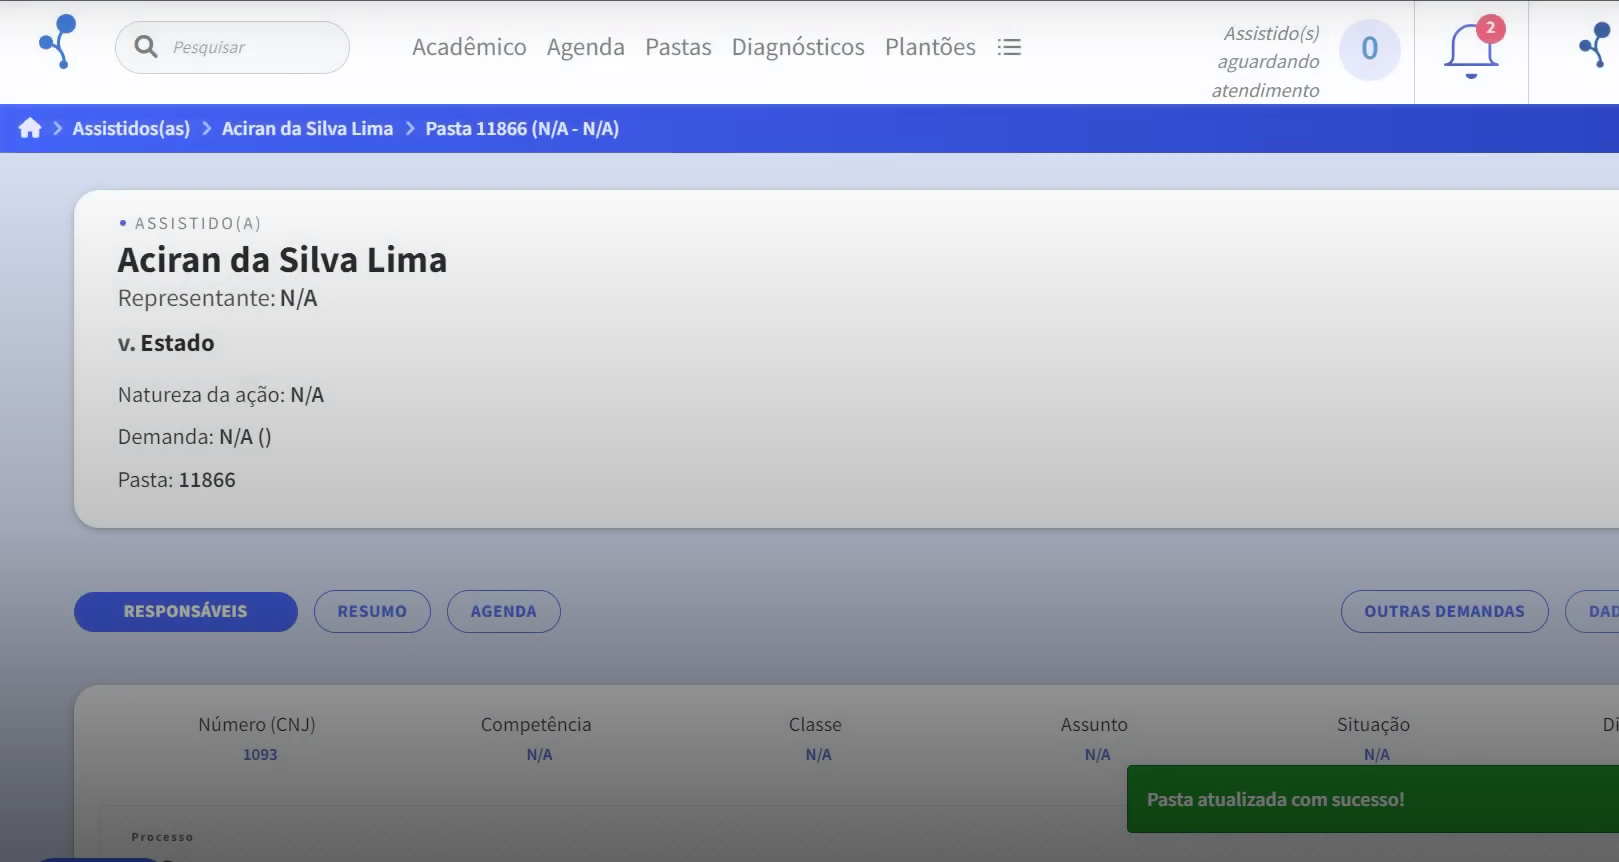 Pesquisar
Acadêmico Agenda Pastas Diagnósticos Plantões
Assistido(s)
aguardando
atendimento
0
2
Assistidos(as) Aciran da Silva Lima Pasta 11866 (N/A - N/A)
ASSISTIDO(A)
Aciran da Silva Lima
Representante: N/A
v. Estado
Natureza da ação: N/A
Demanda: N/A ()
Pasta: 11866
RESPONSÁVEIS RESUMO AGENDA OUTRAS DEMANDAS
Número (CNJ) Competência Classe Assunto Situação
1093 N/A N/A N/A N/A
Pasta atualizada com sucesso!
Processo